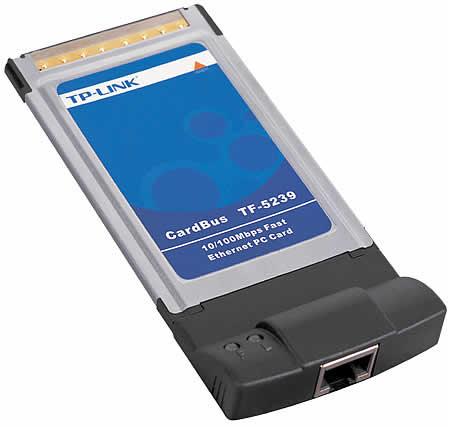 TP-LINK®
CardBus TF-5239
10/100Mbps Fast
Ethernet PC Card